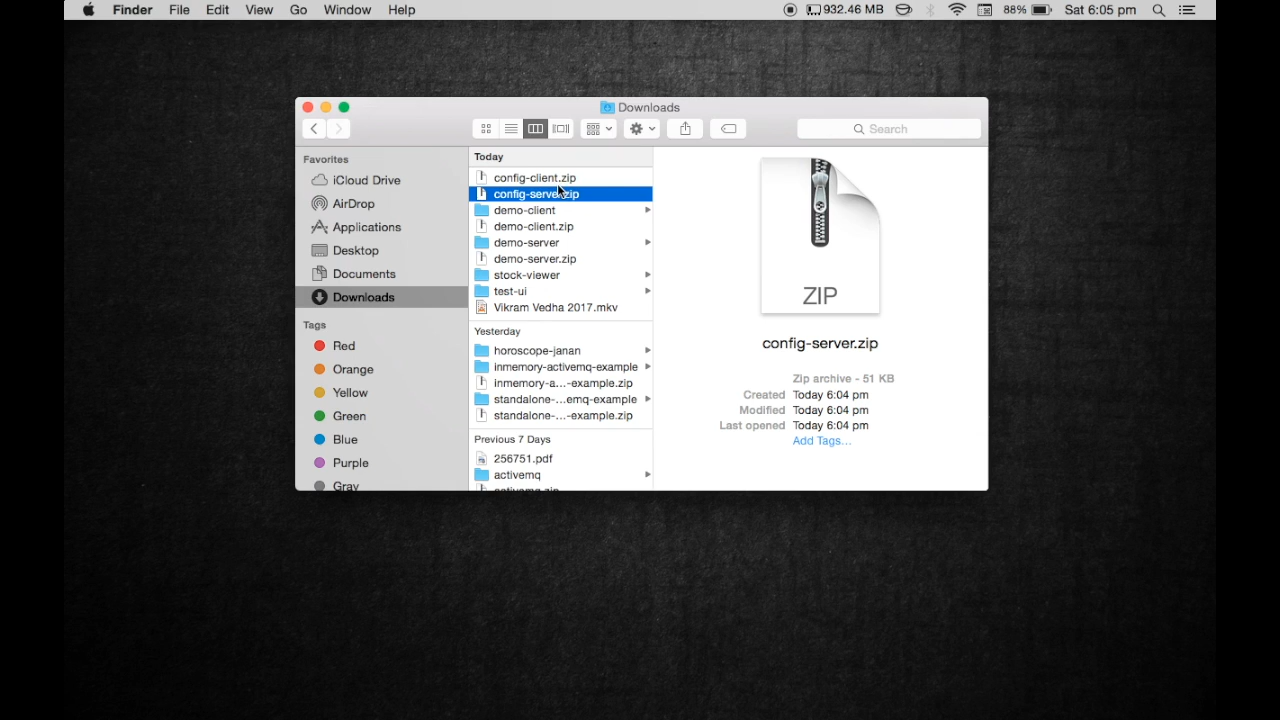 Finder File Edit View Go Window Help 932.46 MB 88% Sat 6:05 pm
Downloads
Search
Favorites
iCloud Drive
AirDrop
Applications
Desktop
Documents
Downloads
Tags
Red
Orange
Yellow
Green
Blue
Purple
Gray
Today
config-client.zip
config-server.zip
demo-client
demo-client.zip
demo-server
demo-server.zip
stock-viewer
test-ui
Vikram Vedha 2017.mkv
Yesterday
horoscope-janan
inmemory-activemq-example
inmemory-a...-example.zip
standalone-...emq-example
standalone-...-example.zip
Previous 7 Days
256751.pdf
activemq
activemq.zip
ZIP
config-server.zip
Zip archive - 51 KB
Created Today 6:04 pm
Modified Today 6:04 pm
Last opened Today 6:04 pm
Add Tags...